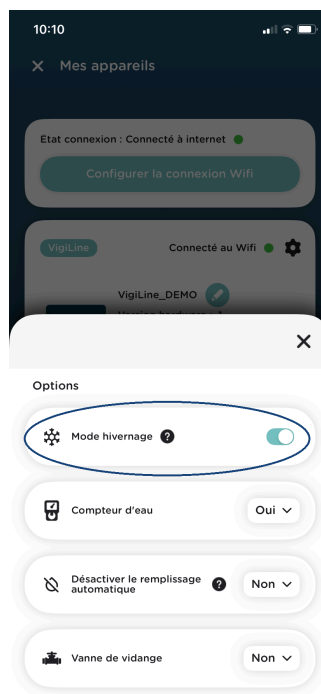 10:10
Mes appareils
Etat connexion : Connecté à internet
Configurer la connexion Wifi
VigiLine Connecté au Wifi
VigiLine_DEMO
Options
Mode hivernage ?
Compteur d'eau Oui
Désactiver le remplissage
automatique ? Non
Vanne de vidange Non